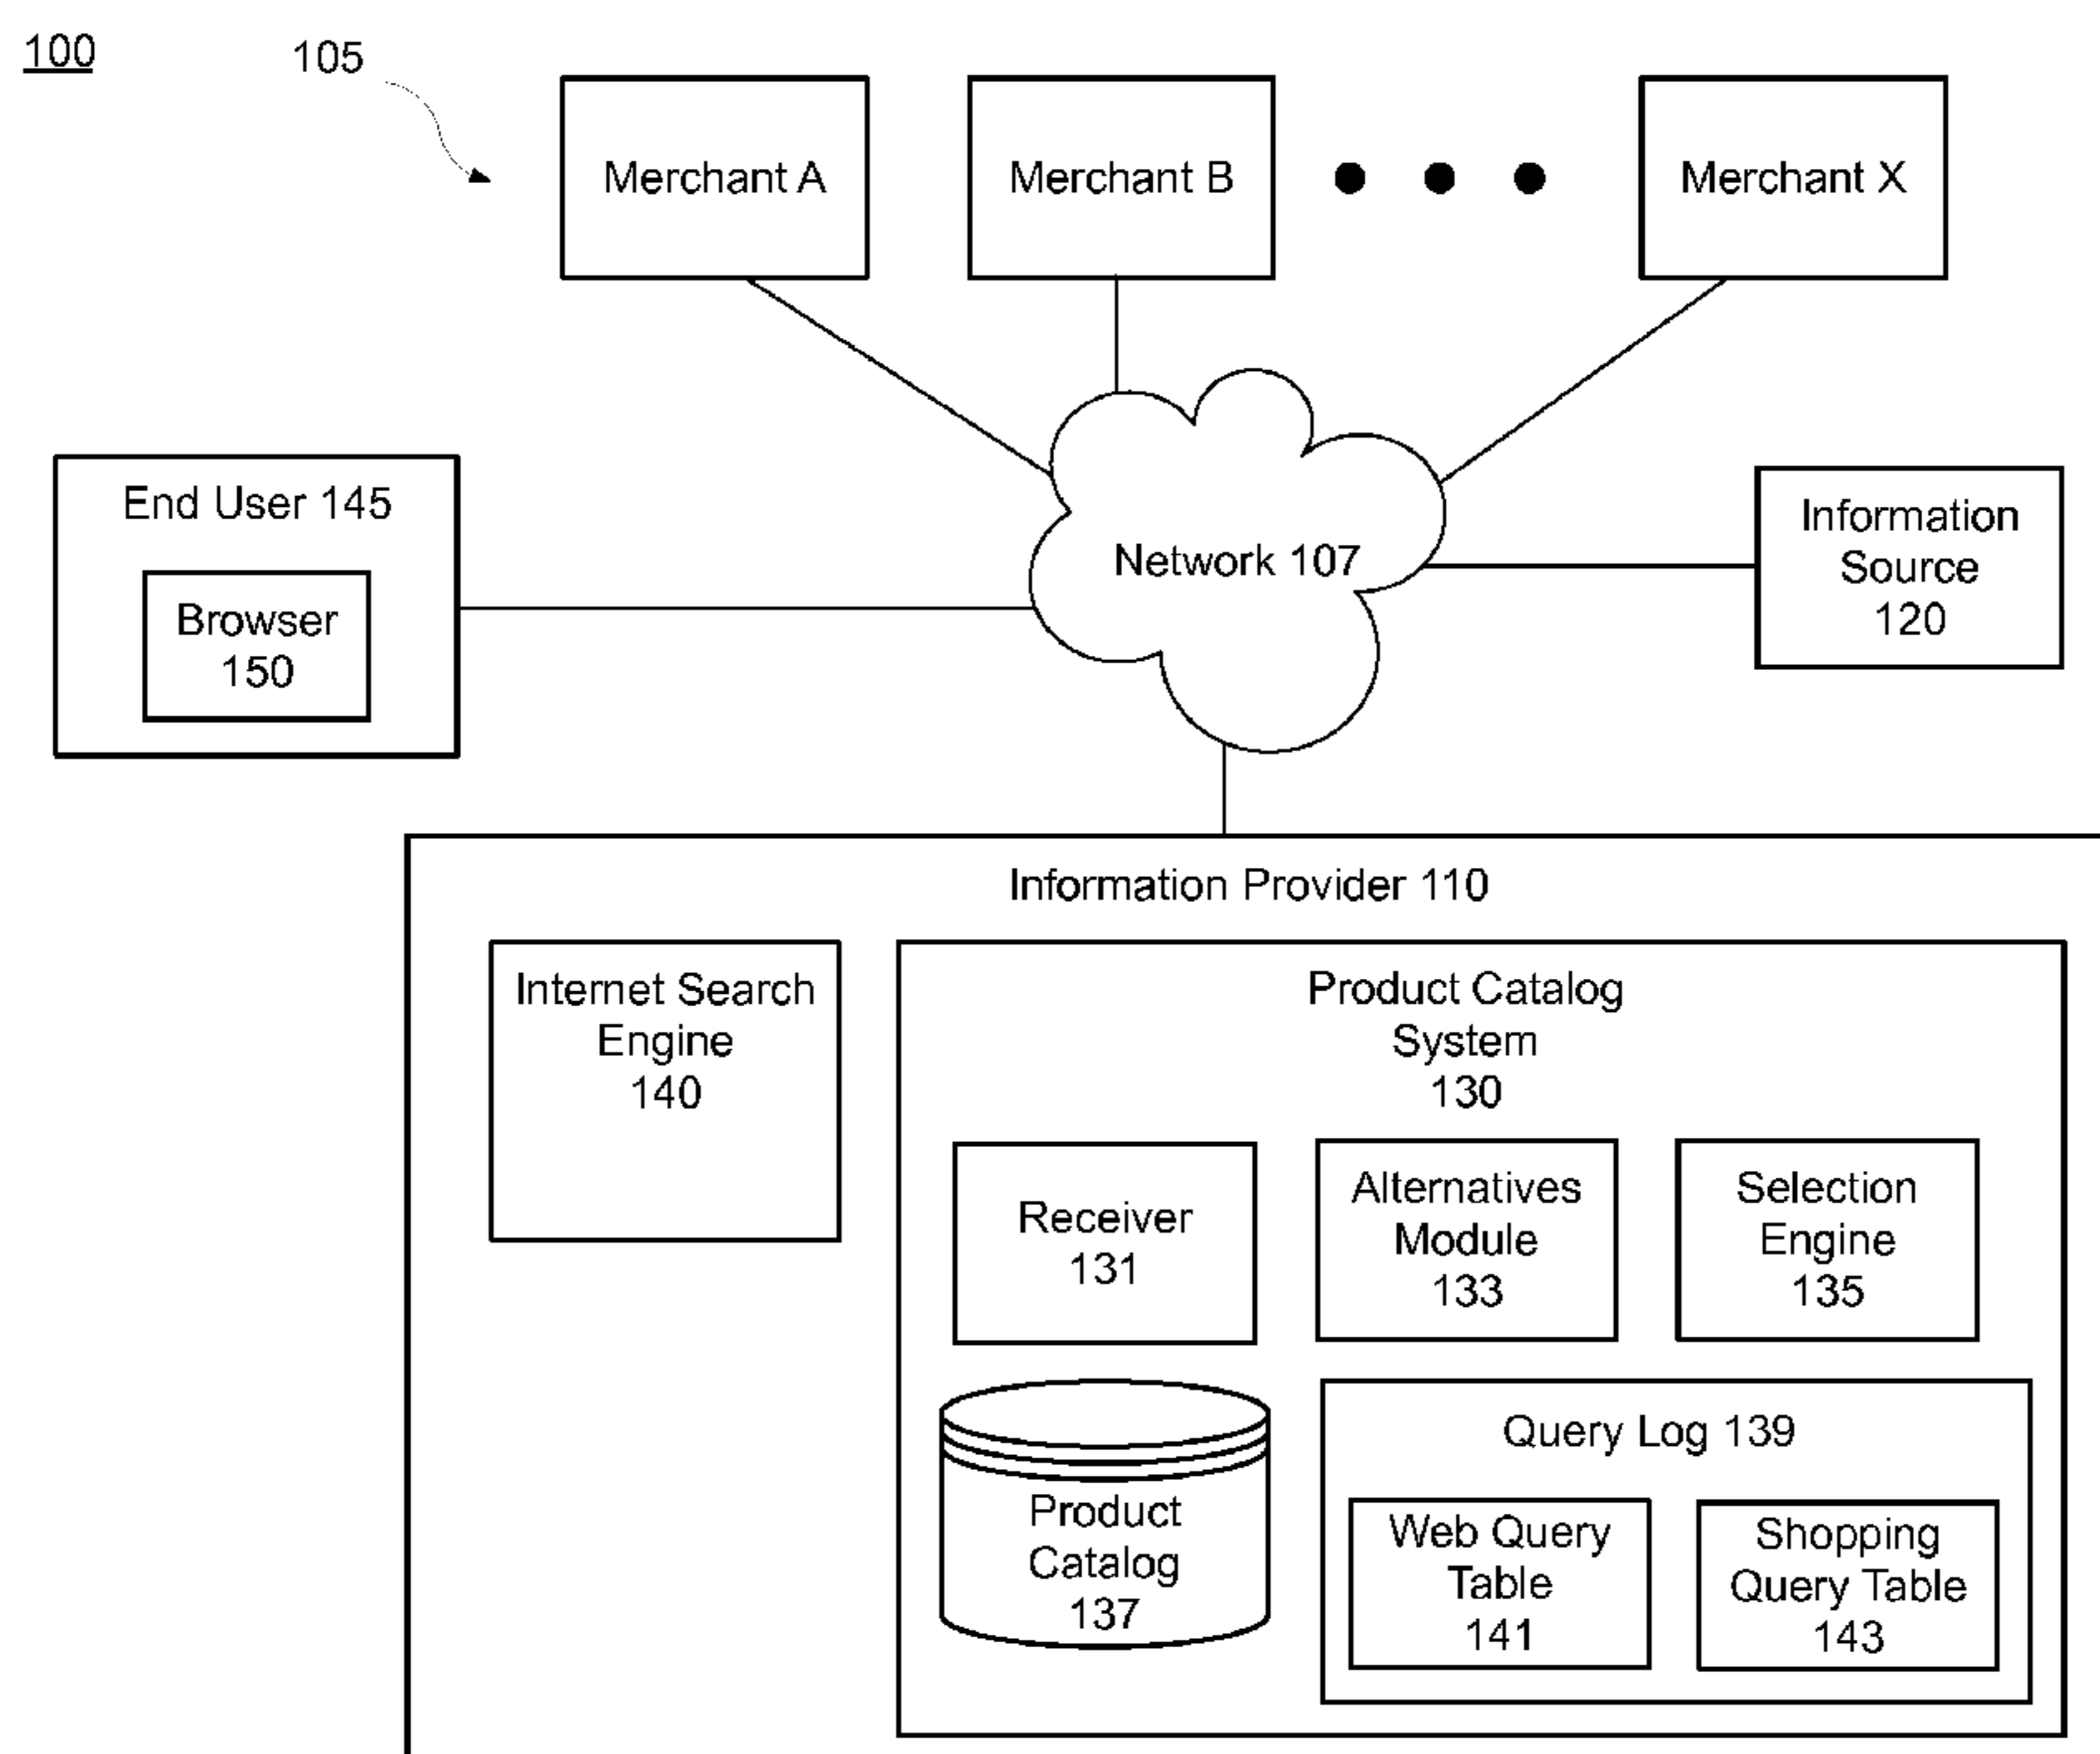 100
105
Merchant A
Merchant B
Merchant X
End User 145
Browser
150
Network 107
Information
Source
120
Information Provider 110
Internet Search
Engine
140
Product Catalog
System
130
Receiver
131
Alternatives
Module
133
Selection
Engine
135
Product
Catalog
137
Query Log 139
Web Query
Table
141
Shopping
Query Table
143